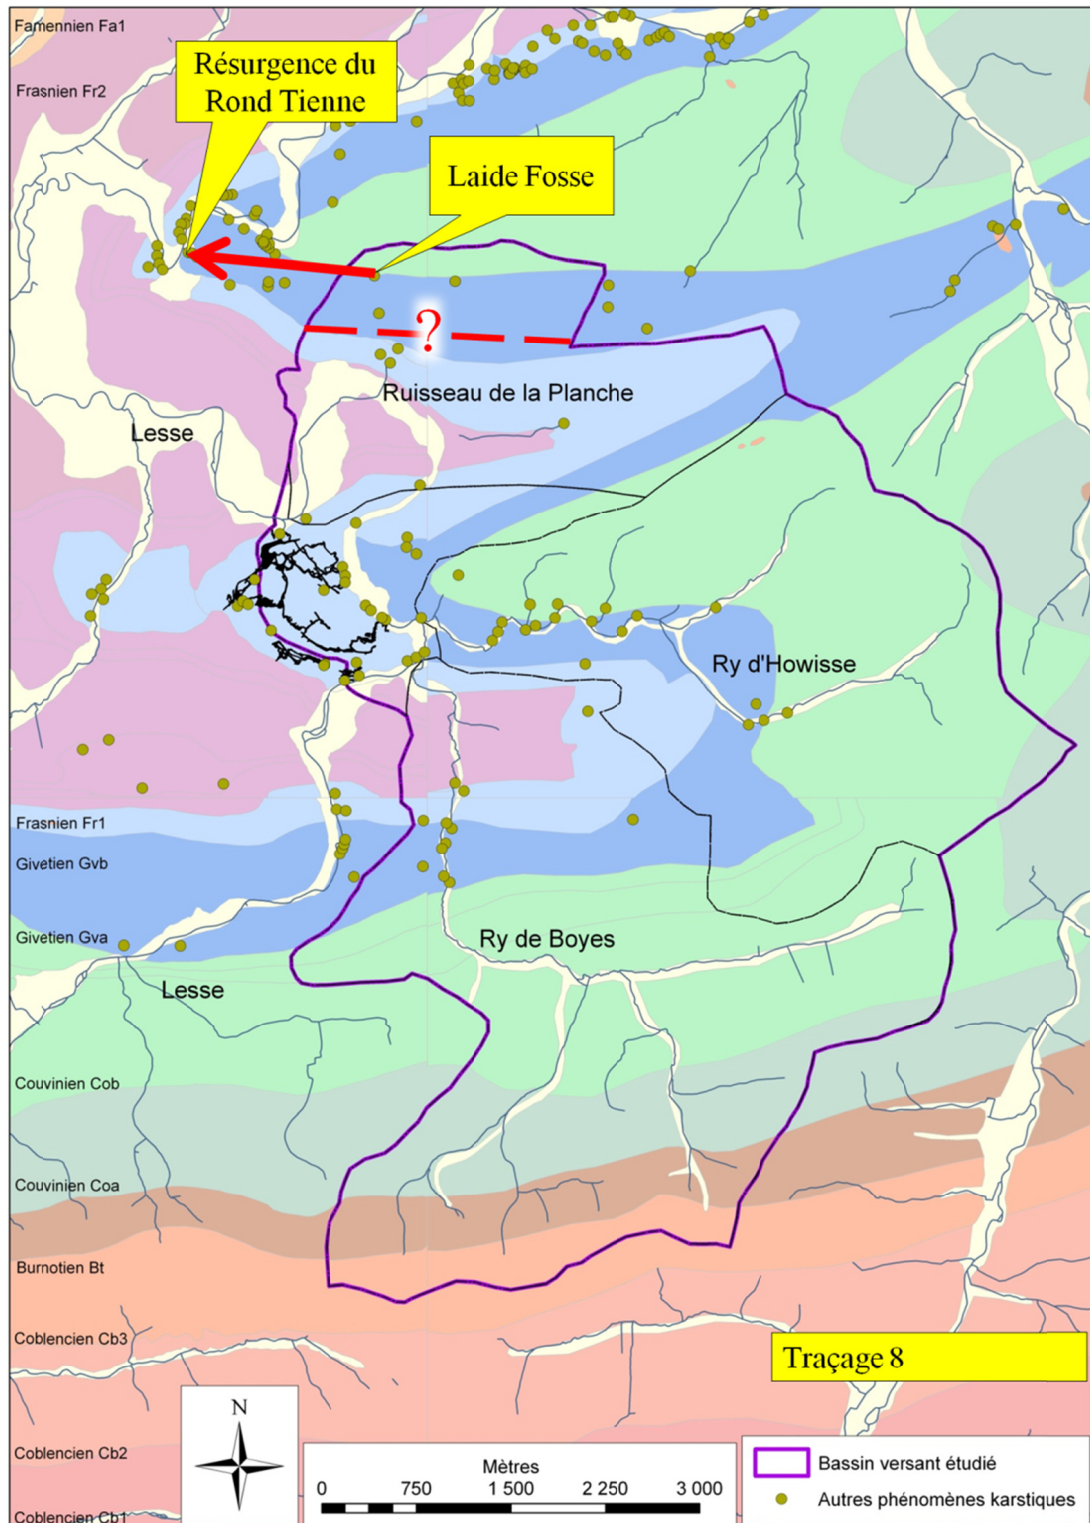 Famennien Fa1
Résurgence du
Rond Tienne
Frasnien Fr2
Laide Fosse
?
Ruisseau de la Planche
Lesse
Ry d'Howisse
Frasnien Fr1
Givetien Gvb
Givetien Gva
Ry de Boyes
Lesse
Couvinien Cob
Couvinien Coa
Burnotien Bt
Coblencien Cb3
Traçage 8
N
Coblencien Cb2
Mètres
0 750 1 500 2 250 3 000
Bassin versant étudié
Autres phénomènes karstiques
Coblencien Cb1